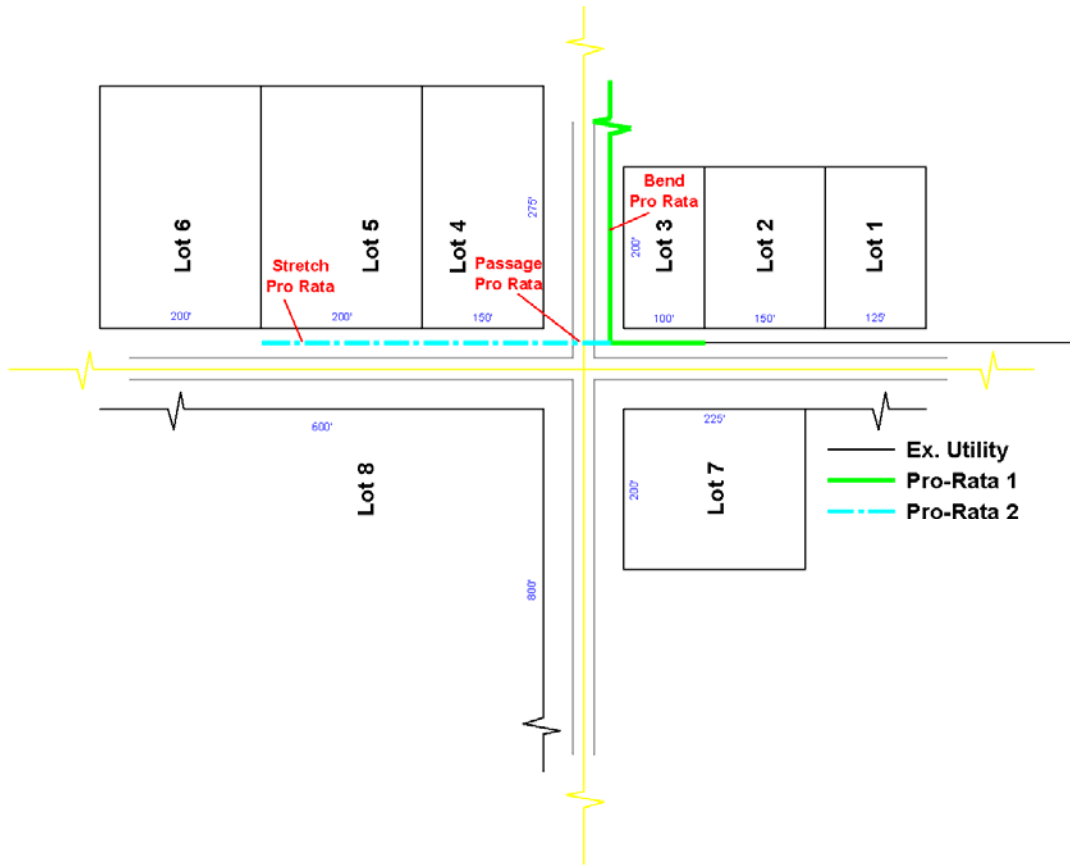 Bend
Pro Rata
Lot 6
Lot 5
Lot 4
275'
Lot 3
200'
Lot 2
Lot 1
Stretch
Pro Rata
Passage
Pro Rata
200'
200'
150'
100'
150'
125'
600'
225'
Lot 8
Lot 7
200'
800'
Ex. Utility
Pro-Rata 1
Pro-Rata 2